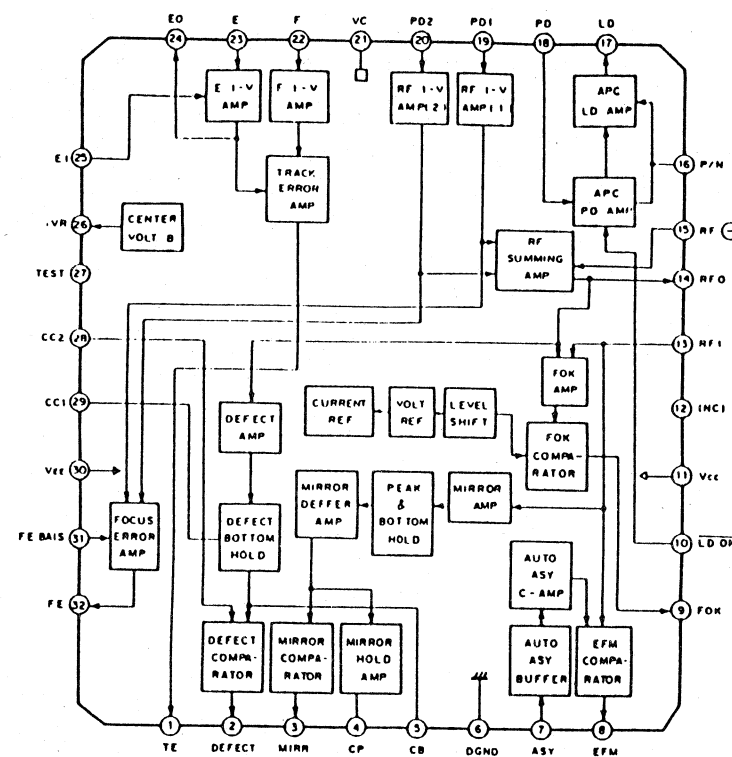 EO E F VC PD2 PD1 PD LD
24 23 22 21 20 19 18 17
E I-V
AMP
F I-V
AMP
RF I-V
AMP(2)
RF I-V
AMP(1)
APC
LD AMP
EI 25
16 P/N
TRACK
ERROR
AMP
APC
PD AMP
VR 26
CENTER
VOLT B
RF
SUMMING
AMP
15 RF (-
TEST 27
14 RFO
CC2 28
13 RFI
FOK
AMP
CC1 29
DEFECT
AMP
CURRENT
REF
VOLT
REF
LEVEL
SHIFT
12 (NC)
FOK
COMPA-
RATOR
Vcc 30
11 Vcc
FOCUS
ERROR
AMP
DEFECT
BOTTOM
HOLD
MIRROR
DEFFER
AMP
PEAK
&
BOTTOM
HOLD
MIRROR
AMP
FE BAIS 31
10 LD ON
AUTO
ASY
C-AMP
FE 32
9 FOK
DEFECT
COMPA-
RATOR
MIRROR
COMPA-
RATOR
MIRROR
HOLD
AMP
AUTO
ASY
BUFFER
EFM
COMPA-
RATOR
1 2 3 4 5 6 7 8
TE DEFECT MIRR CP CB DGND ASY EFM